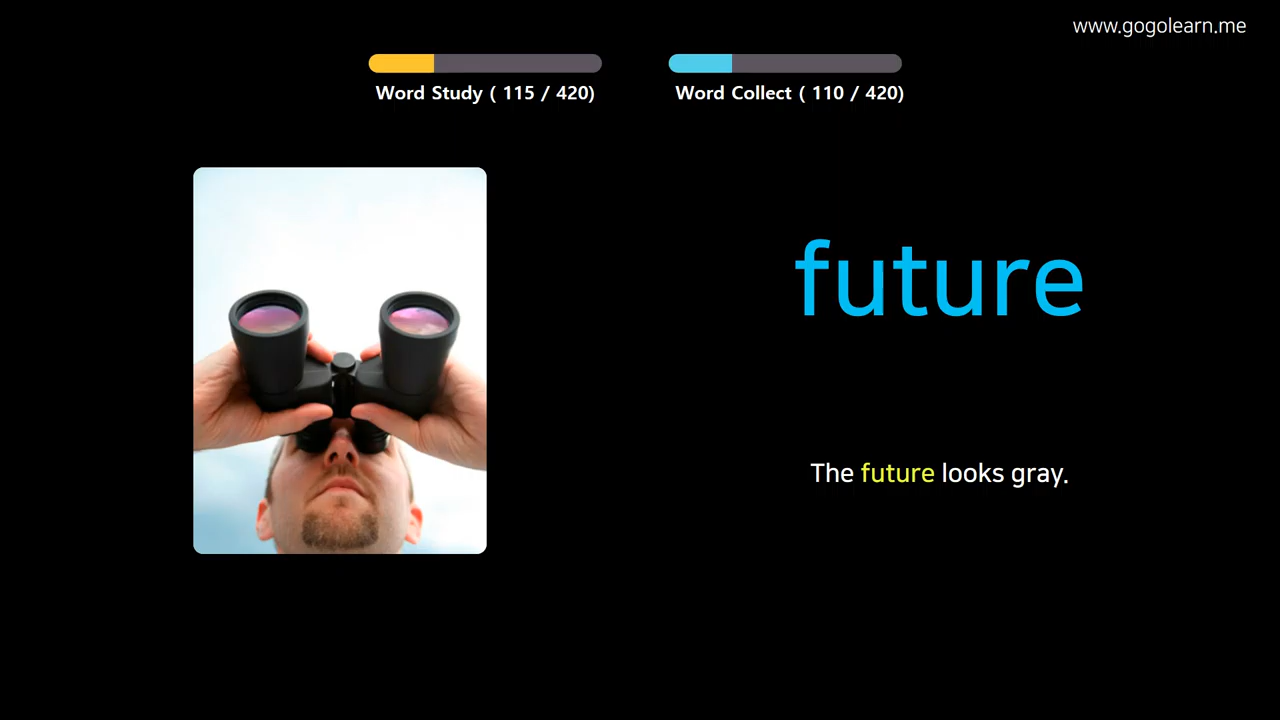 www.gogolearn.me
Word Study ( 115 / 420)
Word Collect ( 110 / 420)
future
The future looks gray.